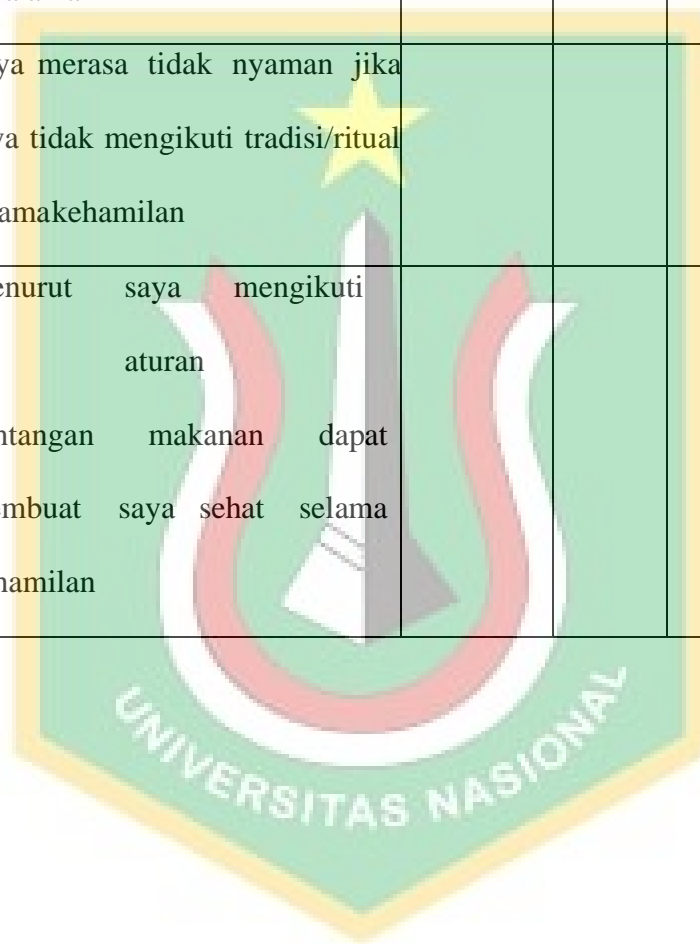 ya merasa tidak nyaman jika
ya tidak mengikuti tradisi/ritual
amakehamilan
enurut saya mengikuti
aturan
ntangan makanan dapat
embuat saya sehat selama
hamilan
UNIVERSITAS NASIONAL